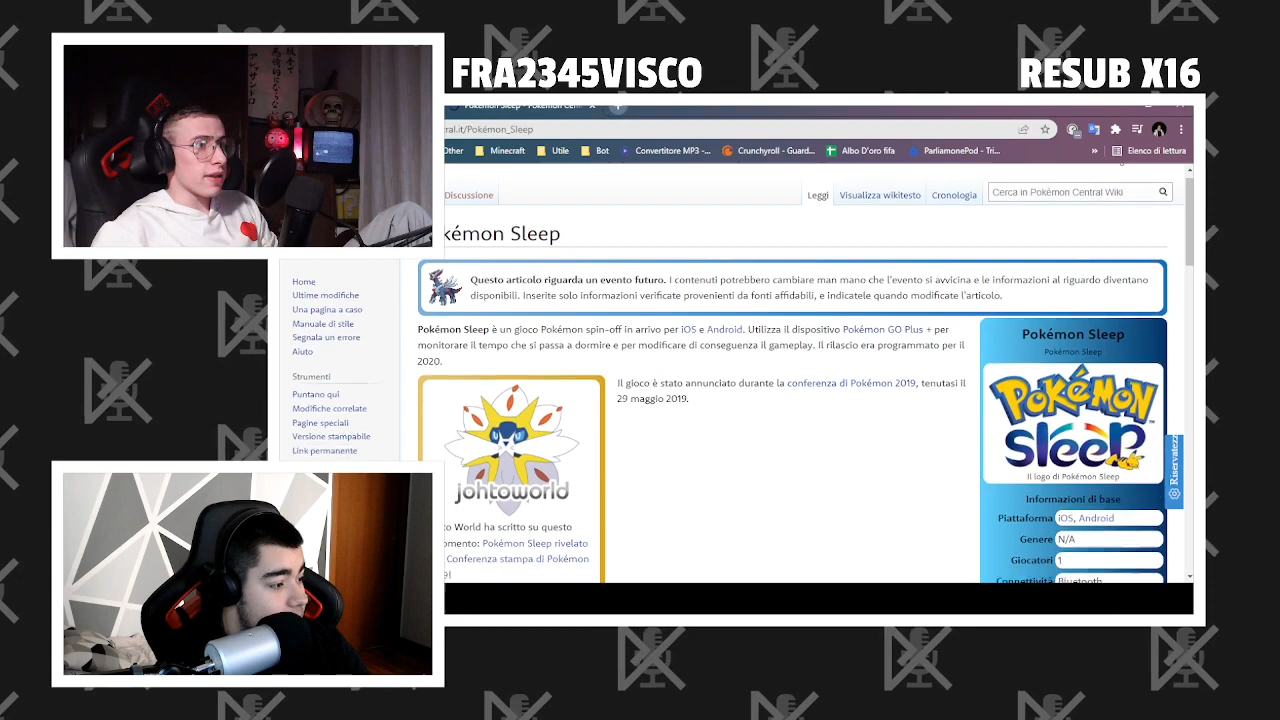 FRA2345VISCO
RESUB X16
Pokémon Sleep - Pokémon Cen...
ral.it/Pokémon_Sleep
Other
Minecraft
Utile
Bot
Convertitore MP3 -...
Crunchyroll - Guard...
Albo D'oro fifa
ParliamonePod - Tri...
»
Elenco di lettura
Discussione
Leggi
Visualizza wikitesto
Cronologia
Cerca in Pokémon Central Wiki
kémon Sleep
Home
Ultime modifiche
Una pagina a caso
Manuale di stile
Segnala un errore
Aiuto
Strumenti
Puntano qui
Modifiche correlate
Pagine speciali
Versione stampabile
Link permanente
Questo articolo riguarda un evento futuro. I contenuti potrebbero cambiare man mano che l'evento si avvicina e le informazioni al riguardo diventano
disponibili. Inserite solo informazioni verificate provenienti da fonti affidabili, e indicatele quando modificate l'articolo.
Pokémon Sleep è un gioco Pokémon spin-off in arrivo per iOS e Android. Utilizza il dispositivo Pokémon GO Plus + per
monitorare il tempo che si passa a dormire e per modificare di conseguenza il gameplay. Il rilascio era programmato per il
2020.
Il gioco è stato annunciato durante la conferenza di Pokémon 2019, tenutasi il
29 maggio 2019.
johtoworld
to World ha scritto su questo
omento: Pokémon Sleep rivelato
Conferenza stampa di Pokémon
9!
Pokémon Sleep
Pokémon Sleep
POKÉMON
Sleep
Il logo di Pokémon Sleep
Informazioni di base
Piattaforma iOS, Android
Genere N/A
Giocatori 1
Connettività Bluetooth
Riservatezz